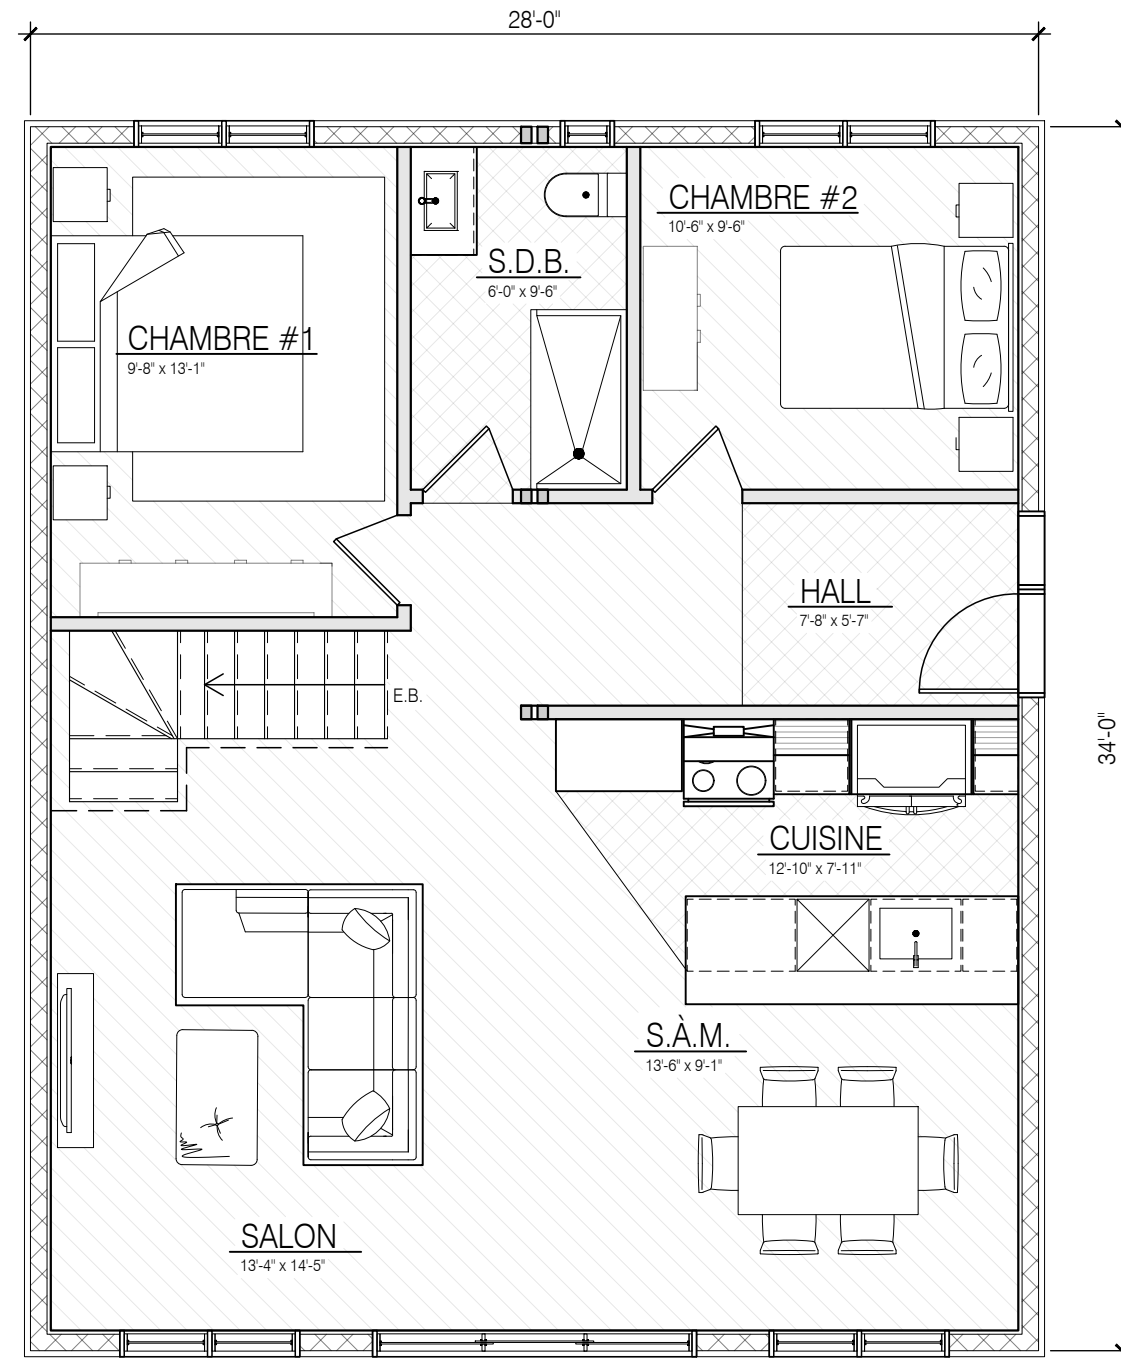 28'-0"
CHAMBRE #2
10'-6" x 9'-6"
S.D.B.
6'-0" x 9'-6"
CHAMBRE #1
9'-8" x 13'-1"
HALL
7'-8" x 5'-7"
E.B.
34'-0"
CUISINE
12'-10" x 7'-11"
S.À.M.
13'-6" x 9'-1"
SALON
13'-4" x 14'-5"